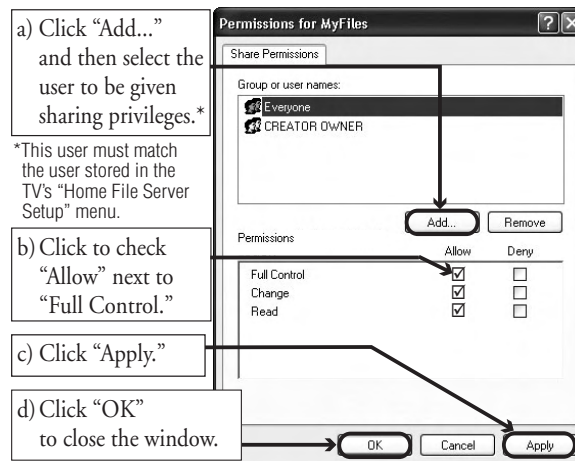 a) Click “Add...”
and then select the
user to be given
sharing privileges.*
*This user must match
the user stored in the
TV’s “Home File Server
Setup” menu.
b) Click to check
“Allow” next to
“Full Control.”
c) Click “Apply.”
d) Click “OK”
to close the window.
Permissions for MyFiles
Share Permissions
Group or user names:
Everyone
CREATOR OWNER
Add... Remove
Permissions Allow Deny
Full Control
Change
Read
OK Cancel Apply